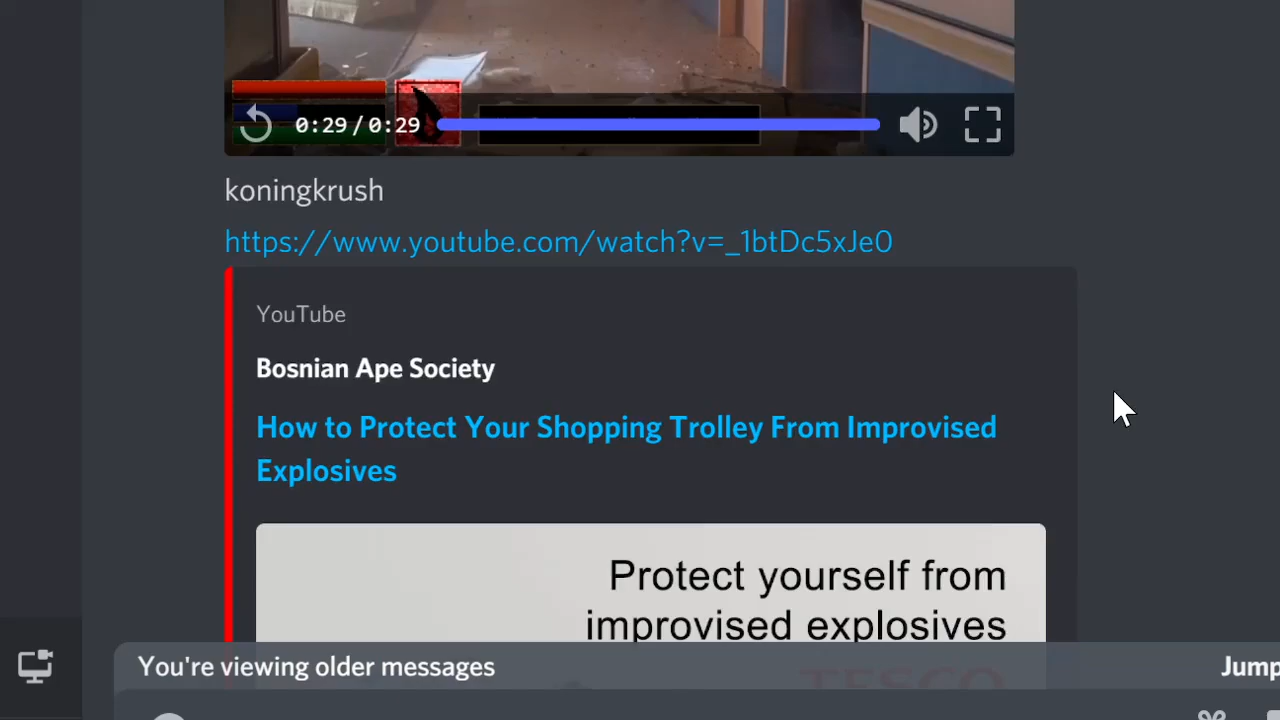 0:29 / 0:29
koningkrush
https://www.youtube.com/watch?v=_1btDc5xJe0
YouTube
Bosnian Ape Society
How to Protect Your Shopping Trolley From Improvised
Explosives
Protect yourself from
improvised explosives
TESCO
You're viewing older messages
Jump